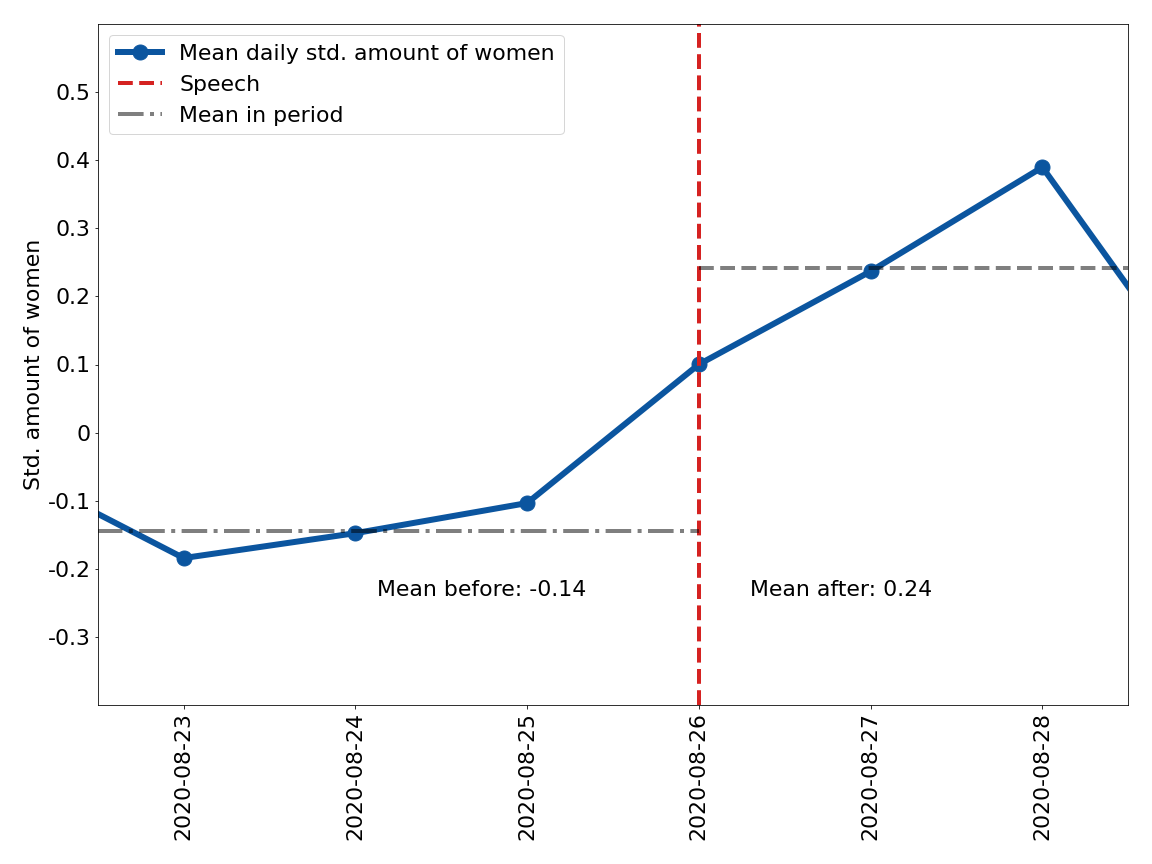 Mean daily std. amount of women
Speech
Mean in period
Std. amount of women
0.5
0.4
0.3
0.2
0.1
0
-0.1
-0.2
-0.3
Mean before: -0.14
Mean after: 0.24
2020-08-23
2020-08-24
2020-08-25
2020-08-26
2020-08-27
2020-08-28